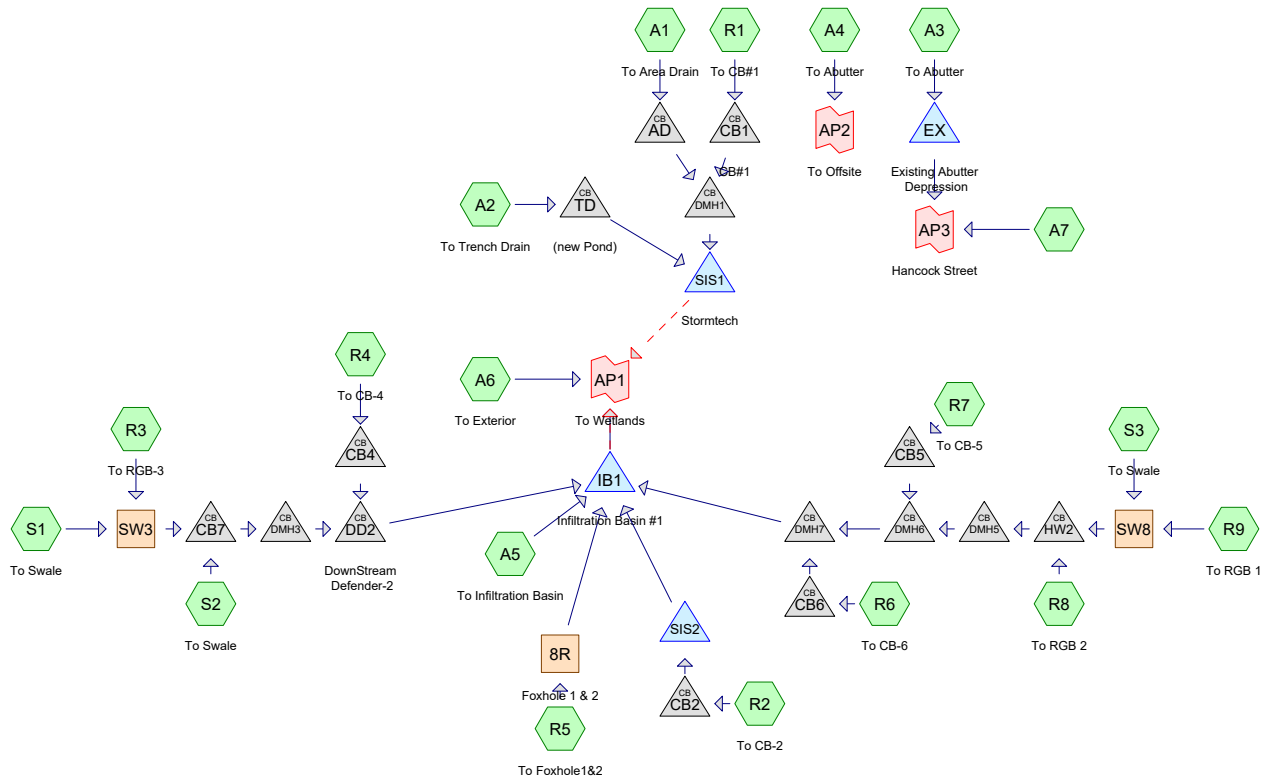 A1
R1
A4
A3
To Area Drain
To CB#1
To Abutter
To Abutter
CB
AD
CB
CB1
AP2
EX
CB#1
To Offsite
Existing Abutter
Depression
A2
CB
TD
CB
DMH1
AP3
A7
To Trench Drain
(new Pond)
Hancock Street
SIS1
Stormtech
R4
To CB-4
A6
AP1
To Exterior
To Wetlands
R7
To CB-5
R3
To RGB-3
CB
CB4
CB
CB5
S3
To Swale
IB1
Infiltration Basin #1
S1
To Swale
SW3
CB
CB7
CB
DMH3
CB
DD2
DownStream
Defender-2
CB
DMH7
CB
DMH6
CB
DMH5
CB
HW2
SW8
R9
To RGB 1
A5
To Infiltration Basin
S2
To Swale
SIS2
CB
CB6
R6
To CB-6
R8
To RGB 2
8R
Foxhole 1 & 2
CB
CB2
R2
To CB-2
R5
To Foxhole1&2